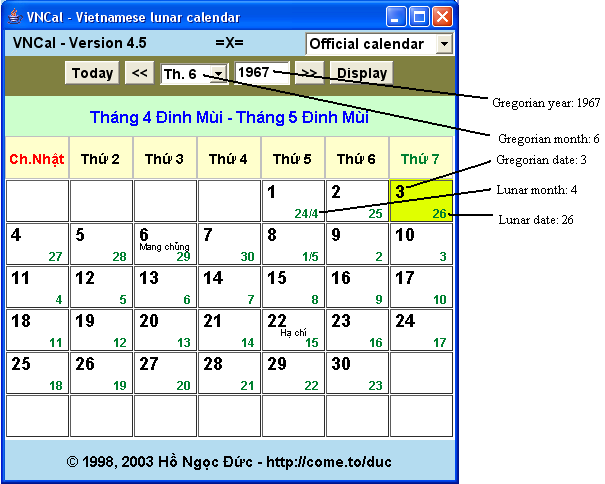 VNCal - Vietnamese lunar calendar
VNCal - Version 4.5 =X= Official calendar
Today << Th. 6 1967 >> Display
Gregorian year: 1967
Tháng 4 Đinh Mùi - Tháng 5 Đinh Mùi
Gregorian month: 6
Ch.Nhật Thứ 2 Thứ 3 Thứ 4 Thứ 5 Thứ 6 Thứ 7
Gregorian date: 3
1 2 3
Lunar month: 4
24/4 25 26
Lunar date: 26
4 5 6 7 8 9 10
Mang chủng
27 28 29 30 1/5 2 3
11 12 13 14 15 16 17
4 5 6 7 8 9 10
18 19 20 21 22 23 24
Hạ chí
11 12 13 14 15 16 17
25 26 27 28 29 30
18 19 20 21 22 23
© 1998, 2003 Hồ Ngọc Đức - http://come.to/duc